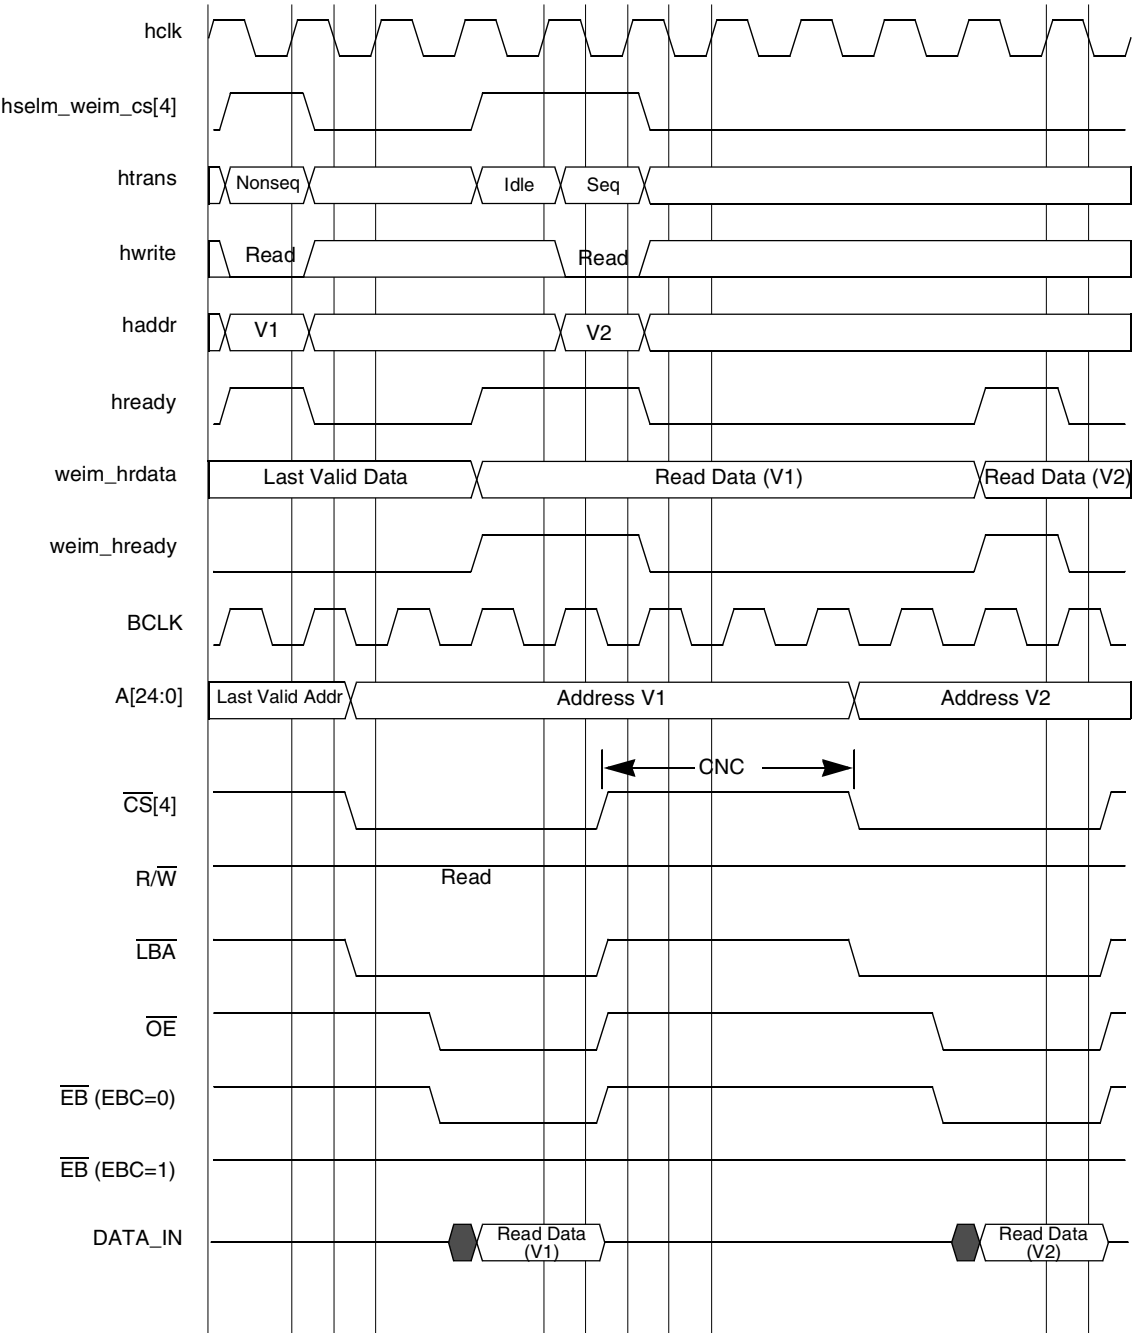 hclk
hselm_weim_cs[4]
htrans
Nonseq
Idle
Seq
hwrite
Read
Read
haddr
V1
V2
hready
weim_hrdata
Last Valid Data
Read Data (V1)
Read Data (V2)
weim_hready
BCLK
A[24:0]
Last Valid Addr
Address V1
Address V2
CNC
CS[4]
R/W
Read
LBA
OE
EB (EBC=0)
EB (EBC=1)
DATA_IN
Read Data
(V1)
Read Data
(V2)